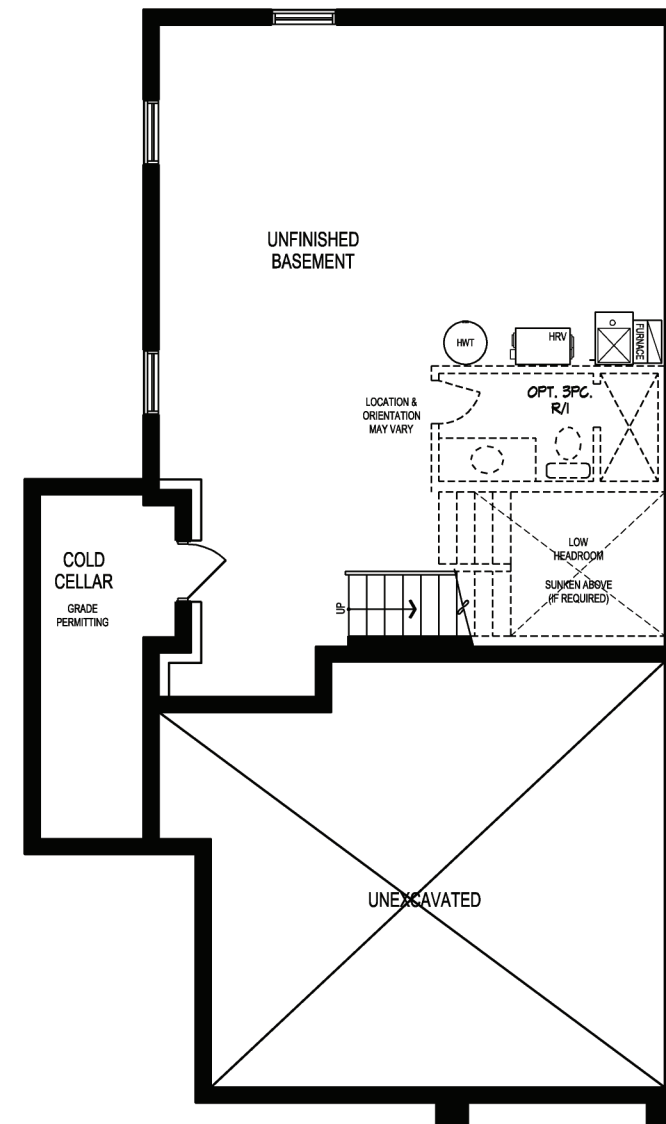 UNFINISHED
BASEMENT
HWT
HRV
FURNACE
LOCATION &
ORIENTATION
MAY VARY
OPT. 3PC.
R/I
LOW
HEADROOM
SUNKEN ABOVE
(IF REQUIRED)
COLD
CELLAR
GRADE
PERMITTING
UP
UNEXCAVATED